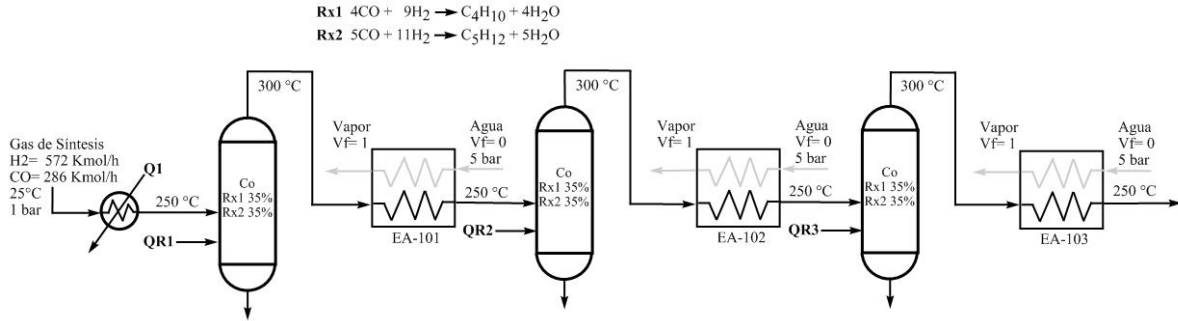 Rx1 4CO + 9H2 → C4H10 + 4H2O
Rx2 5CO + 11H2 → C5H12 + 5H2O
Gas de Síntesis
H2= 572 Kmol/h
CO= 286 Kmol/h
25°C
1 bar
Q1
250 °C
QR1
Co
Rx1 35%
Rx2 35%
300 °C
Vapor
Vf= 1
Agua
Vf= 0
5 bar
250 °C
EA-101
QR2
Co
Rx1 35%
Rx2 35%
300 °C
Vapor
Vf= 1
Agua
Vf= 0
5 bar
250 °C
EA-102
QR3
Co
Rx1 35%
Rx2 35%
300 °C
Vapor
Vf= 1
Agua
Vf= 0
5 bar
250 °C
EA-103